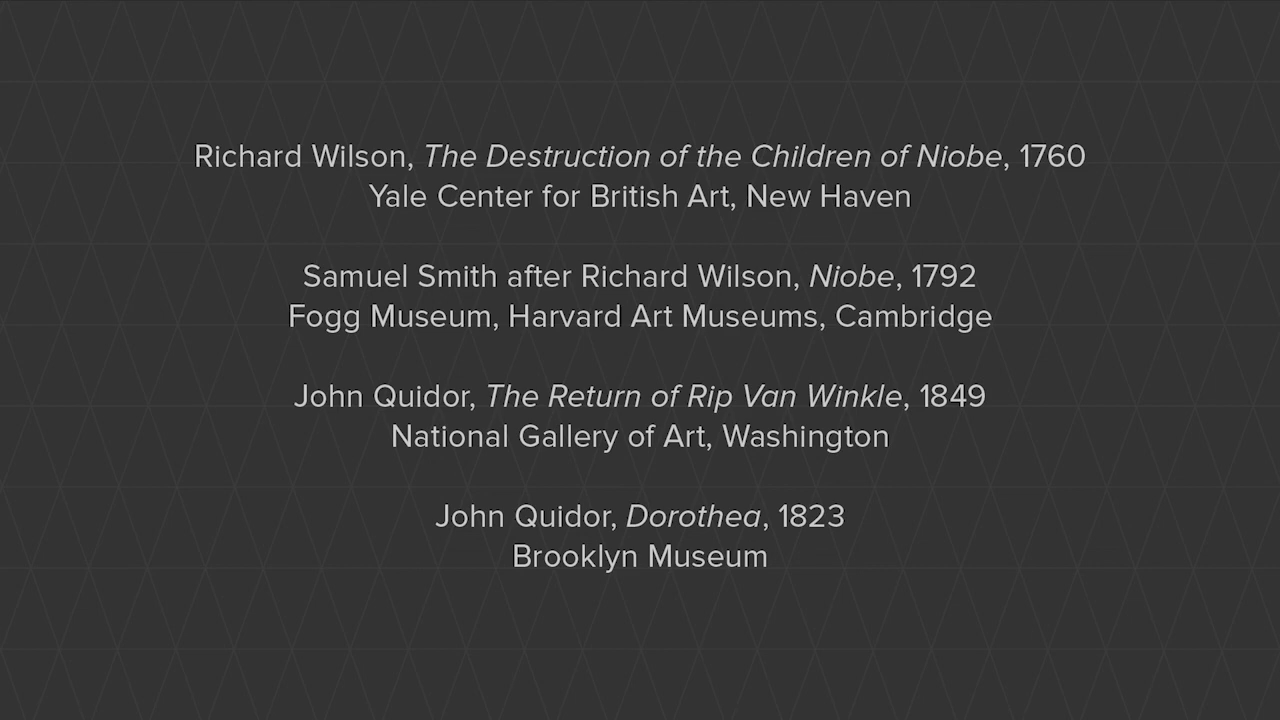 Richard Wilson, The Destruction of the Children of Niobe, 1760
Yale Center for British Art, New Haven
Samuel Smith after Richard Wilson, Niobe, 1792
Fogg Museum, Harvard Art Museums, Cambridge
John Quidor, The Return of Rip Van Winkle, 1849
National Gallery of Art, Washington
John Quidor, Dorothea, 1823
Brooklyn Museum